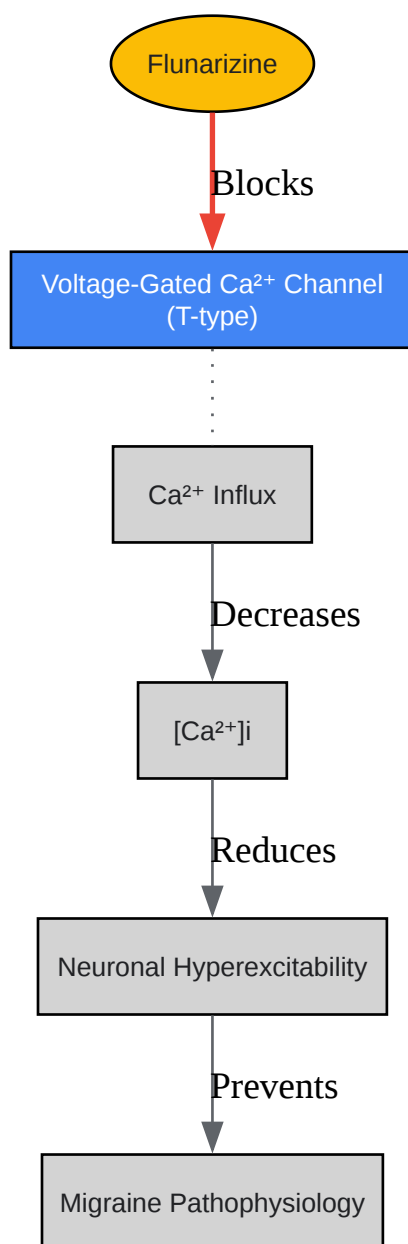 Flunarizine
Blocks
Voltage-Gated Ca²⁺ Channel
(T-type)
Ca²⁺ Influx
Decreases
[Ca²⁺]i
Reduces
Neuronal Hyperexcitability
Prevents
Migraine Pathophysiology